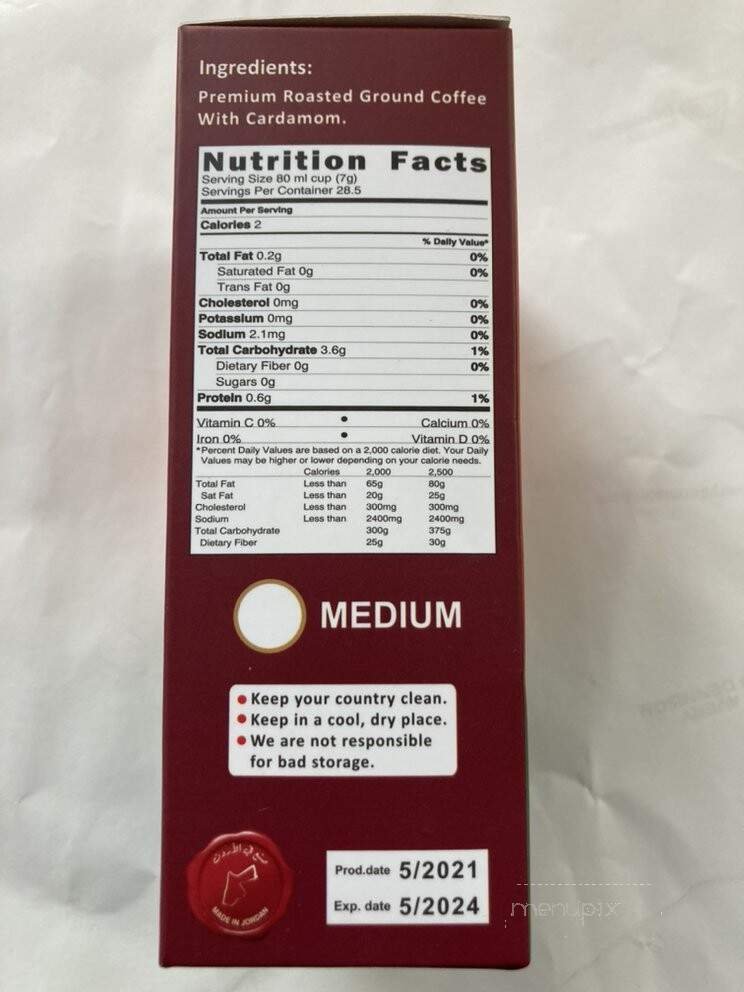 Ingredients:
Premium Roasted Ground Coffee
With Cardamom.
Nutrition Facts
Serving Size 80 ml cup (7g)
Servings Per Container 28.5
Amount Per Serving
Calories 2
% Daily Value*
Total Fat 0.2g 0%
Saturated Fat 0g 0%
Trans Fat 0g
Cholesterol 0mg 0%
Potassium 0mg 0%
Sodium 2.1mg 0%
Total Carbohydrate 3.6g 1%
Dietary Fiber 0g 0%
Sugars 0g
Protein 0.6g 1%
Vitamin C 0% • Calcium 0%
Iron 0% • Vitamin D 0%
*Percent Daily Values are based on a 2,000 calorie diet. Your Daily
Values may be higher or lower depending on your calorie needs.
Calories 2,000 2,500
Total Fat Less than 65g 80g
Sat Fat Less than 20g 25g
Cholesterol Less than 300mg 300mg
Sodium Less than 2400mg 2400mg
Total Carbohydrate 300g 375g
Dietary Fiber 25g 30g
MEDIUM
• Keep your country clean.
• Keep in a cool, dry place.
• We are not responsible
for bad storage.
صنع في الأردن
MADE IN JORDAN
Prod.date 5/2021
Exp. date 5/2024
menupix